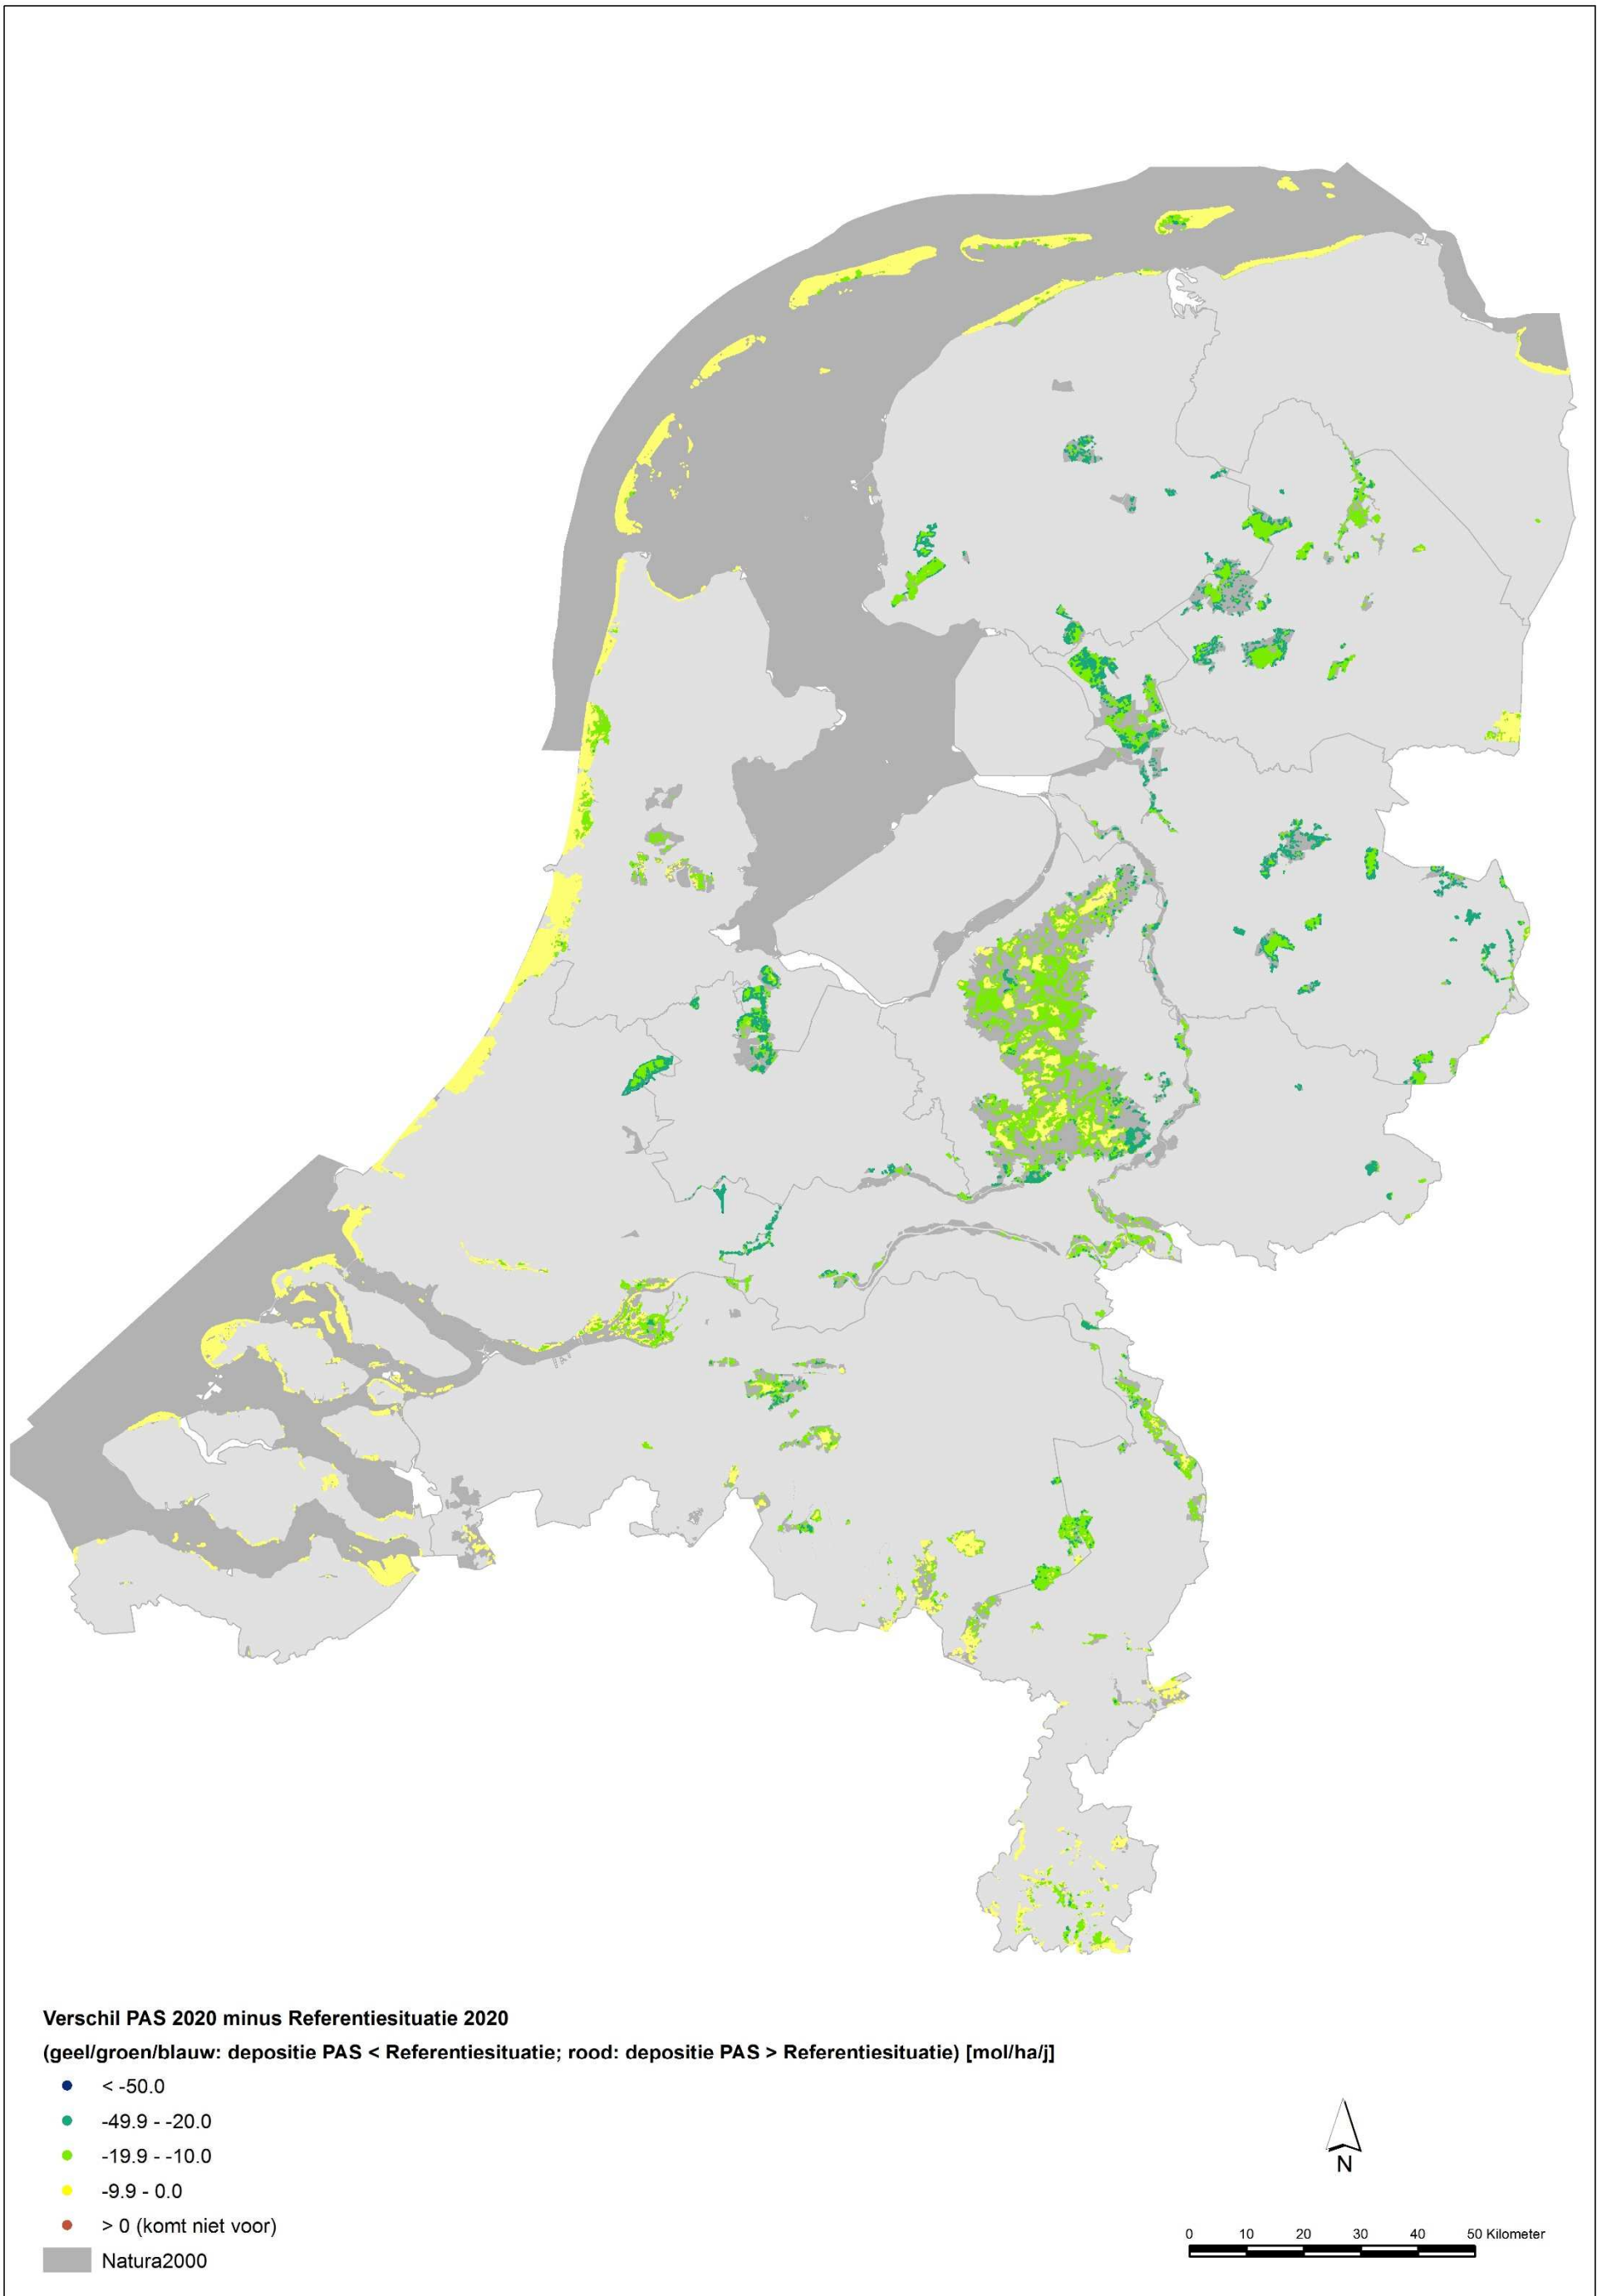 Verschil PAS 2020 minus Referentiesituatie 2020
(geel/groen/blauw: depositie PAS < Referentiesituatie; rood: depositie PAS > Referentiesituatie) [mol/ha/j]
< -50.0
-49.9 - -20.0
-19.9 - -10.0
-9.9 - 0.0
> 0 (komt niet voor)
Natura2000
N
0 10 20 30 40 50 Kilometer